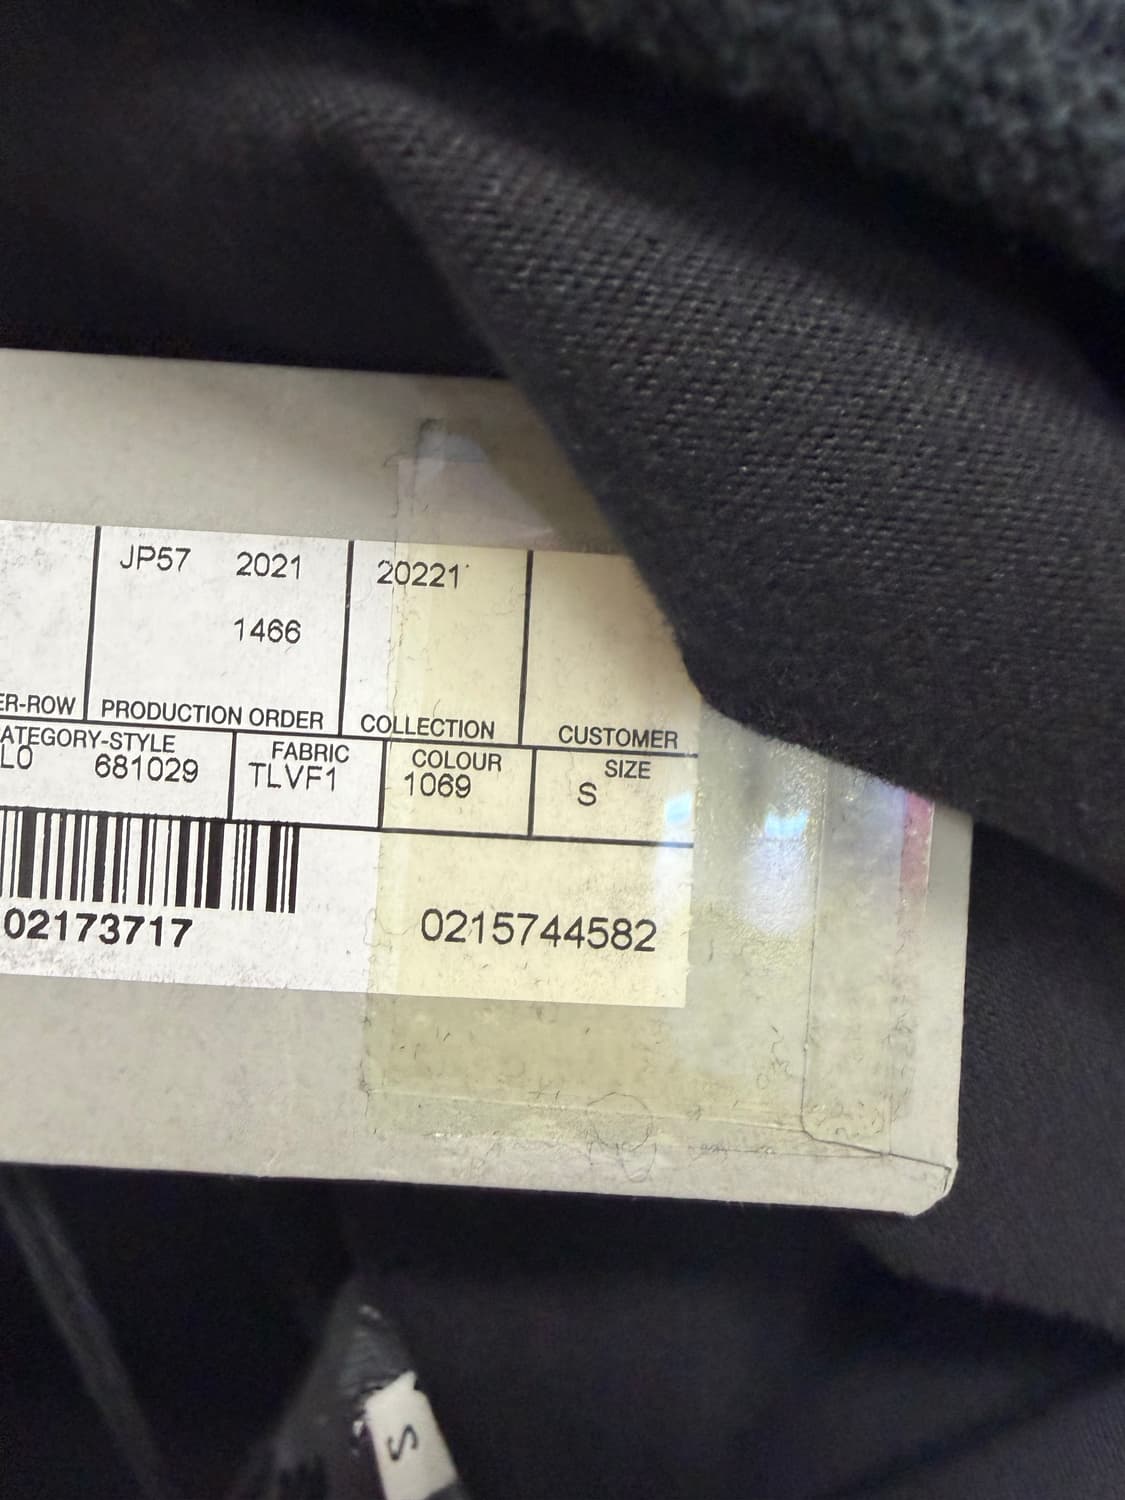 JP57 2021 20221
1466
ER-ROW PRODUCTION ORDER COLLECTION CUSTOMER
ATEGORY-STYLE FABRIC COLOUR SIZE
LO 681029 TLVF1 1069 S
02173717 0215744582
S